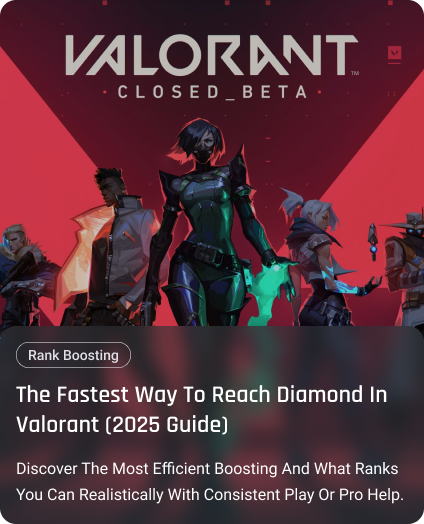 VALORANT™
CLOSED_BETA
Rank Boosting
The Fastest Way To Reach Diamond In
Valorant (2025 Guide)
Discover The Most Efficient Boosting And What Ranks
You Can Realistically With Consistent Play Or Pro Help.